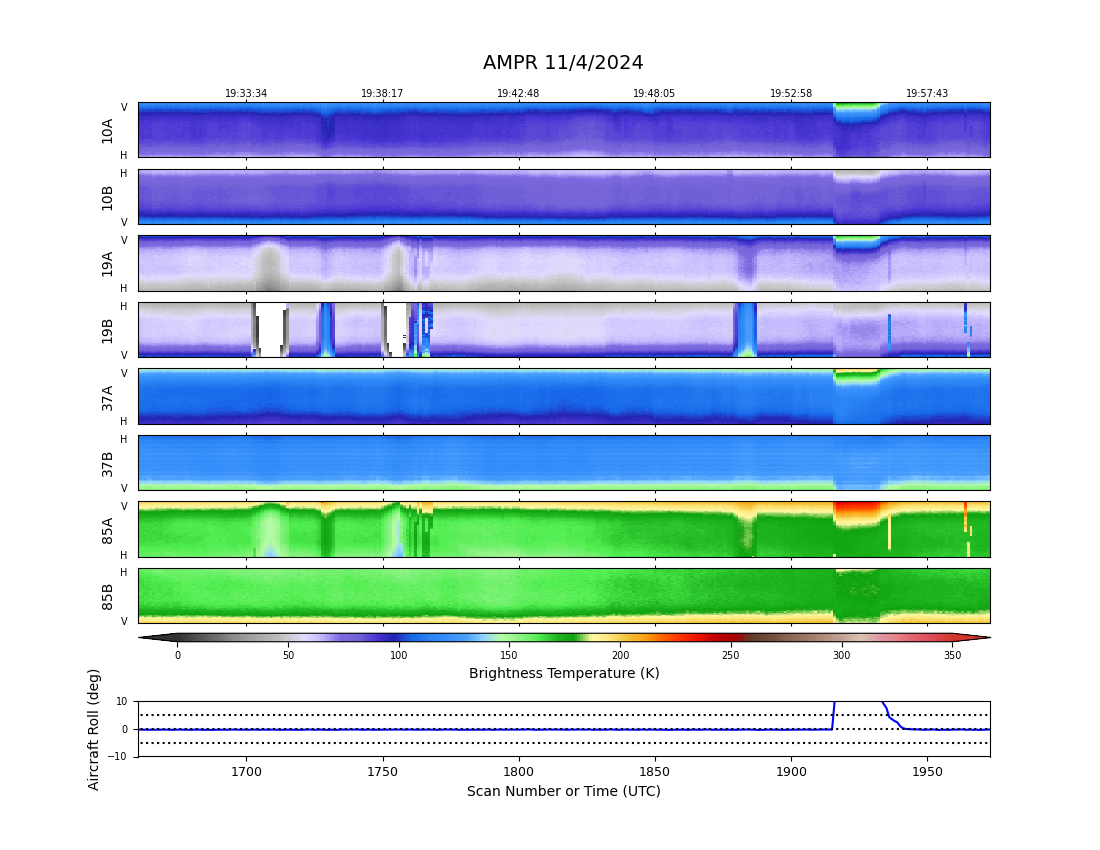 AMPR 11/4/2024
19:33:34 19:38:17 19:42:48 19:48:05 19:52:58 19:57:43
V
10A
H
H
10B
V
V
19A
H
H
19B
V
V
37A
H
H
37B
V
V
85A
H
H
85B
V
0 50 100 150 200 250 300 350
Brightness Temperature (K)
Aircraft Roll (deg)
10
0
−10
1700 1750 1800 1850 1900 1950
Scan Number or Time (UTC)